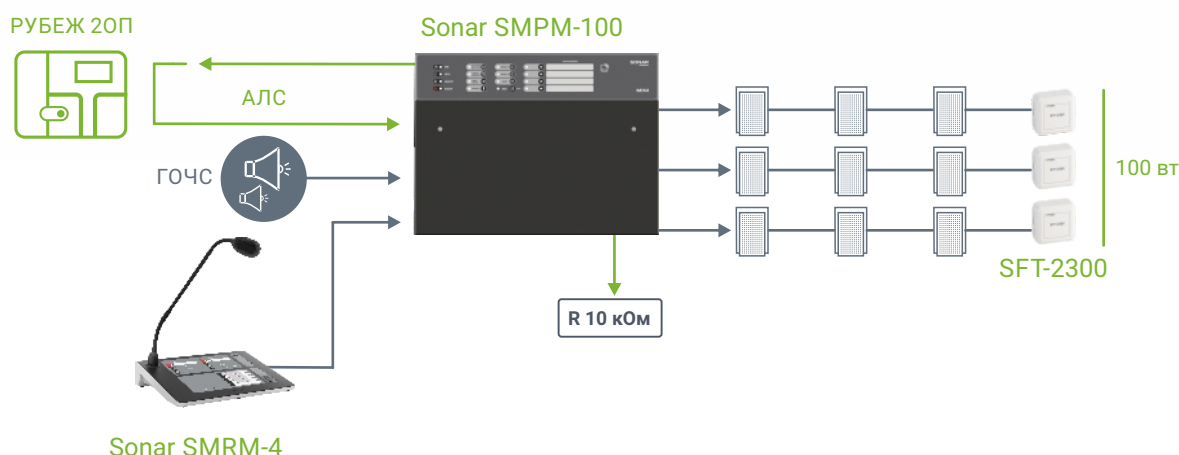 РУБЕЖ 2ОП
Sonar SMPM-100
АЛС
ГОЧС
100 вт
SFT-2300
R 10 кОм
Sonar SMRM-4